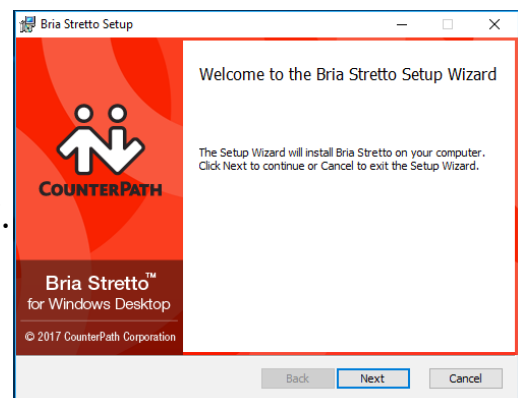 Bria Stretto Setup
Welcome to the Bria Stretto Setup Wizard
The Setup Wizard will install Bria Stretto on your computer.
Click Next to continue or Cancel to exit the Setup Wizard.
COUNTERPATH
Bria Stretto™
for Windows Desktop
© 2017 CounterPath Corporation
Back Next Cancel